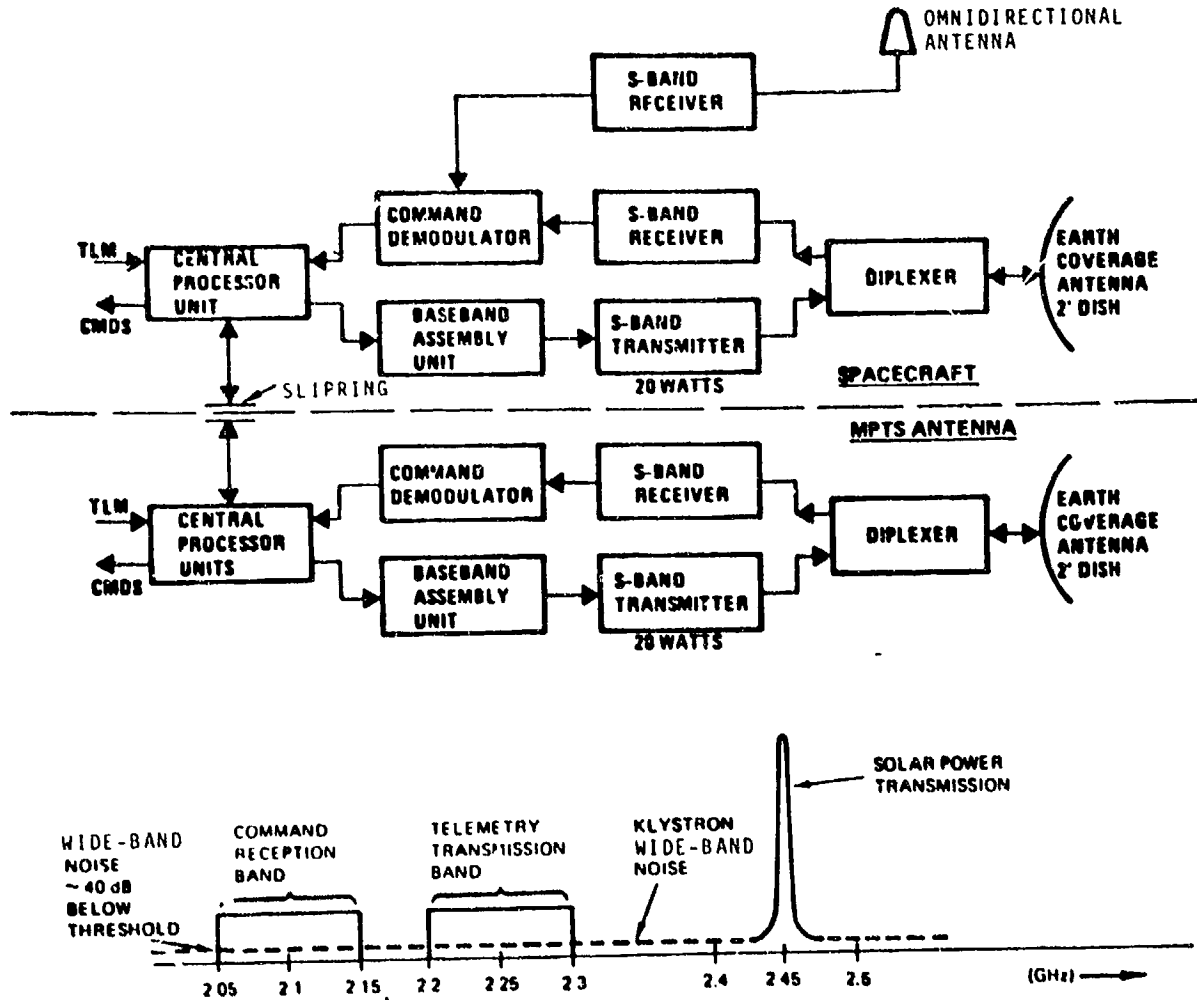 OMNIDIRECTIONAL
ANTENNA
S-BAND
RECEIVER
COMMAND
DEMODULATOR
S-BAND
RECEIVER
TLM
CENTRAL
PROCESSOR
UNIT
CMDS
DIPLEXER
EARTH
COVERAGE
ANTENNA
2' DISH
BASEBAND
ASSEMBLY
UNIT
S-BAND
TRANSMITTER
20 WATTS
SPACECRAFT
SLIPRING
MPTS ANTENNA
COMMAND
DEMODULATOR
S-BAND
RECEIVER
TLM
CENTRAL
PROCESSOR
UNITS
CMDS
DIPLEXER
EARTH
COVERAGE
ANTENNA
2' DISH
BASEBAND
ASSEMBLY
UNIT
S-BAND
TRANSMITTER
20 WATTS
SOLAR POWER
TRANSMISSION
WIDE-BAND
NOISE
~ 40 dB
BELOW
THRESHOLD
COMMAND
RECEPTION
BAND
TELEMETRY
TRANSMISSION
BAND
KLYSTRON
WIDE-BAND
NOISE
2 05 2 1 2 15 2 2 2 25 2 3 2.4 2 45 2.6 (GHz)